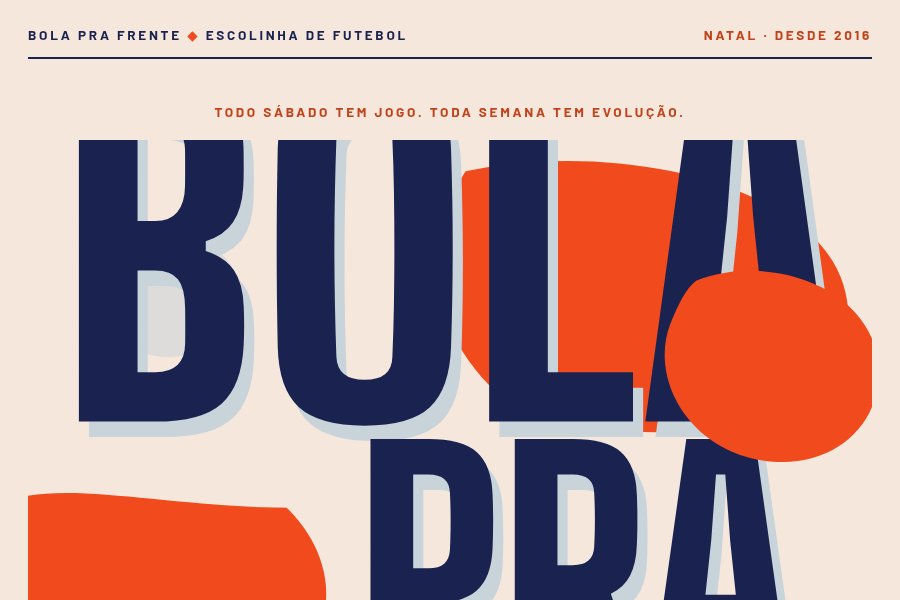 BOLA PRA FRENTE ◆ ESCOLINHA DE FUTEBOL
NATAL · DESDE 2016
TODO SÁBADO TEM JOGO. TODA SEMANA TEM EVOLUÇÃO.
BOLA
PRA